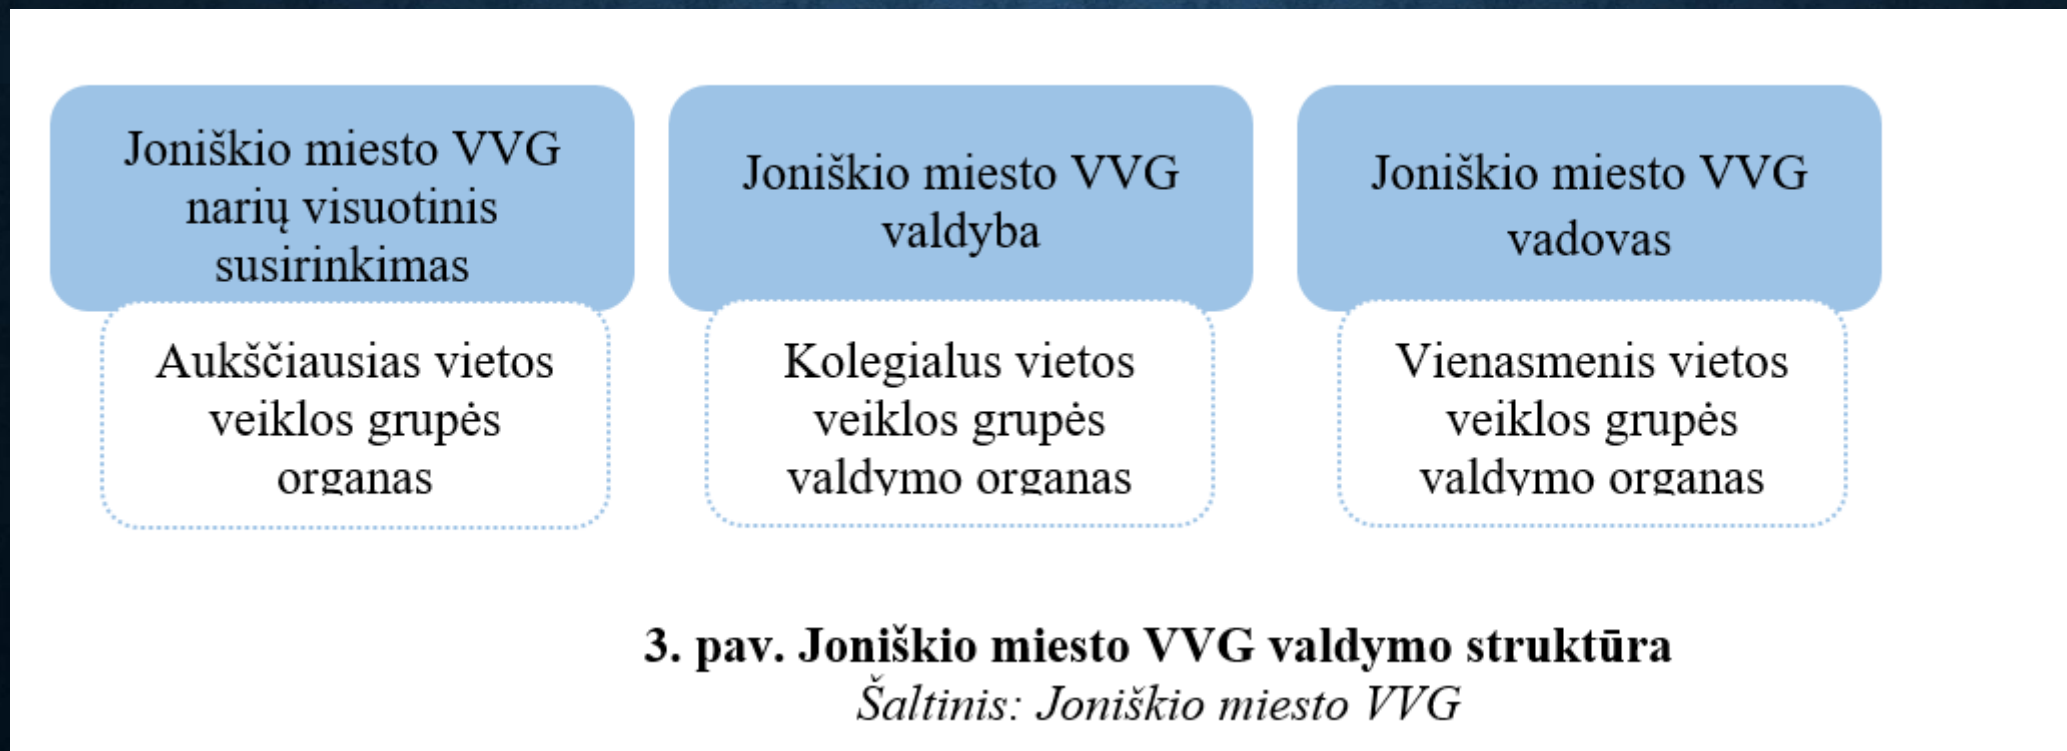 Joniškio miesto VVG
narių visuotinis
susirinkimas
Aukščiausias vietos
veiklos grupės
organas
Joniškio miesto VVG
valdyba
Kolegialus vietos
veiklos grupės
valdymo organas
Joniškio miesto VVG
vadovas
Vienasmenis vietos
veiklos grupės
valdymo organas
3. pav. Joniškio miesto VVG valdymo struktūra
Šaltinis: Joniškio miesto VVG